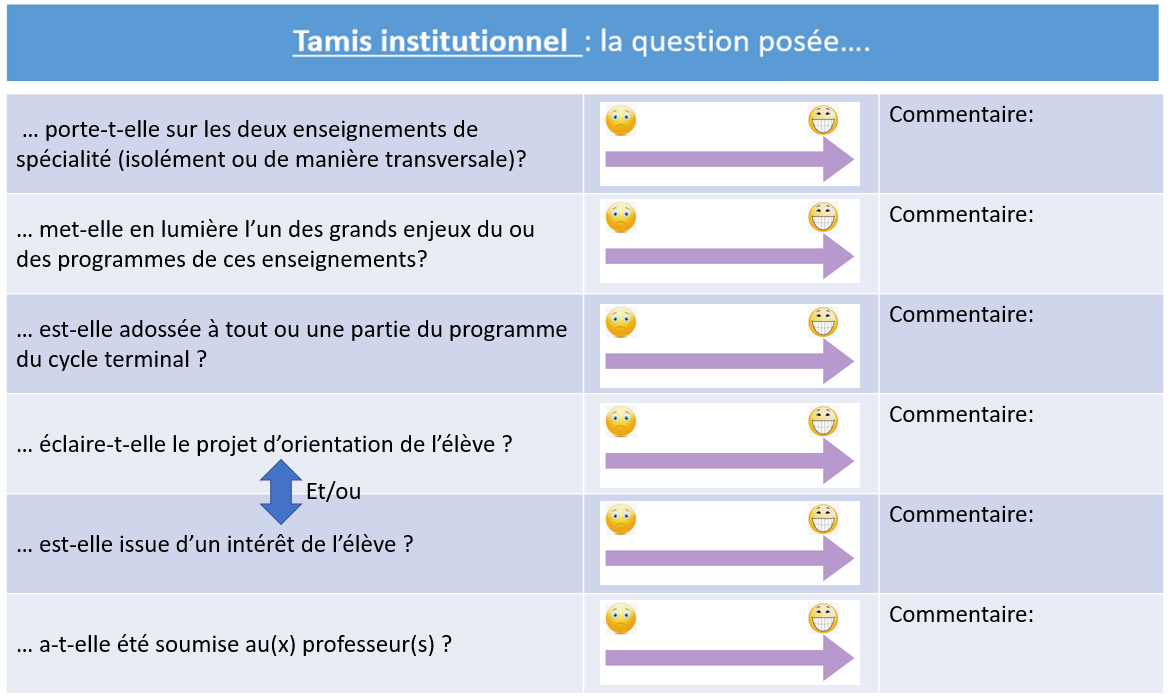 Tamis institutionnel : la question posée….
… porte-t-elle sur les deux enseignements de
spécialité (isolément ou de manière transversale)?
Commentaire:
… met-elle en lumière l’un des grands enjeux du ou
des programmes de ces enseignements?
Commentaire:
… est-elle adossée à tout ou une partie du programme
du cycle terminal ?
Commentaire:
… éclaire-t-elle le projet d’orientation de l’élève ?
Commentaire:
Et/ou
… est-elle issue d’un intérêt de l’élève ?
Commentaire:
… a-t-elle été soumise au(x) professeur(s) ?
Commentaire: